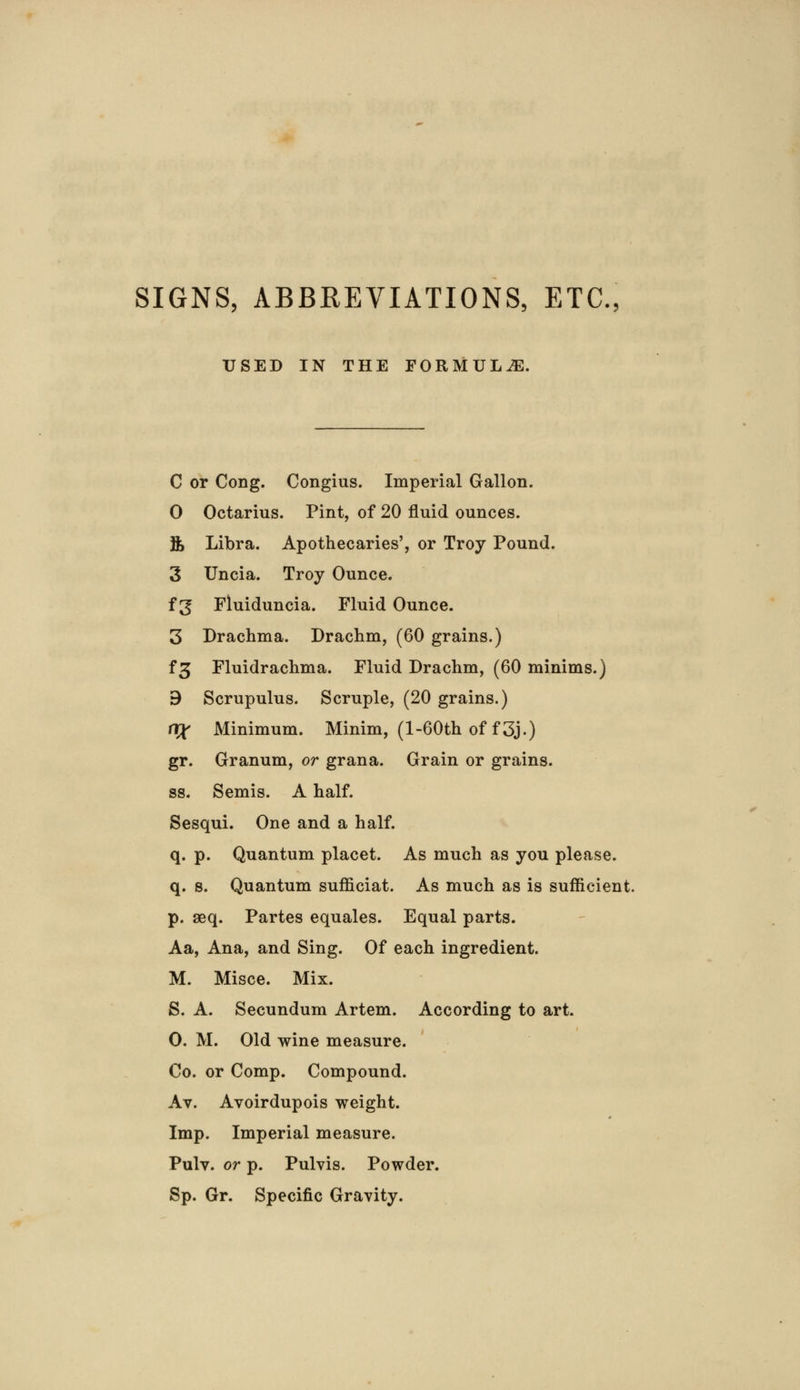 SIGNS, ABBREVIATIONS, ETC.,
USED IN THE FORMULÆ.
C or Cong. Congius. Imperial Gallon.
O Octarius. Pint, of 20 fluid ounces.
℔ Libra. Apothecaries', or Troy Pound.
℥ Uncia. Troy Ounce.
f℥ Fluiduncia. Fluid Ounce.
ʒ Drachma. Drachm, (60 grains.)
fʒ Fluidrachma. Fluid Drachm, (60 minims.)
℈ Scrupulus. Scruple, (20 grains.)
♏ Minimum. Minim, (1-60th of fʒj.)
gr. Granum, or grana. Grain or grains.
ss. Semis. A half.
Sesqui. One and a half.
q. p. Quantum placet. As much as you please.
q. s. Quantum sufficiat. As much as is sufficient.
p. æq. Partes equales. Equal parts.
Aa, Ana, and Sing. Of each ingredient.
M. Misce. Mix.
S. A. Secundum Artem. According to art.
O. M. Old wine measure.
Co. or Comp. Compound.
Av. Avoirdupois weight.
Imp. Imperial measure.
Pulv. or p. Pulvis. Powder.
Sp. Gr. Specific Gravity.